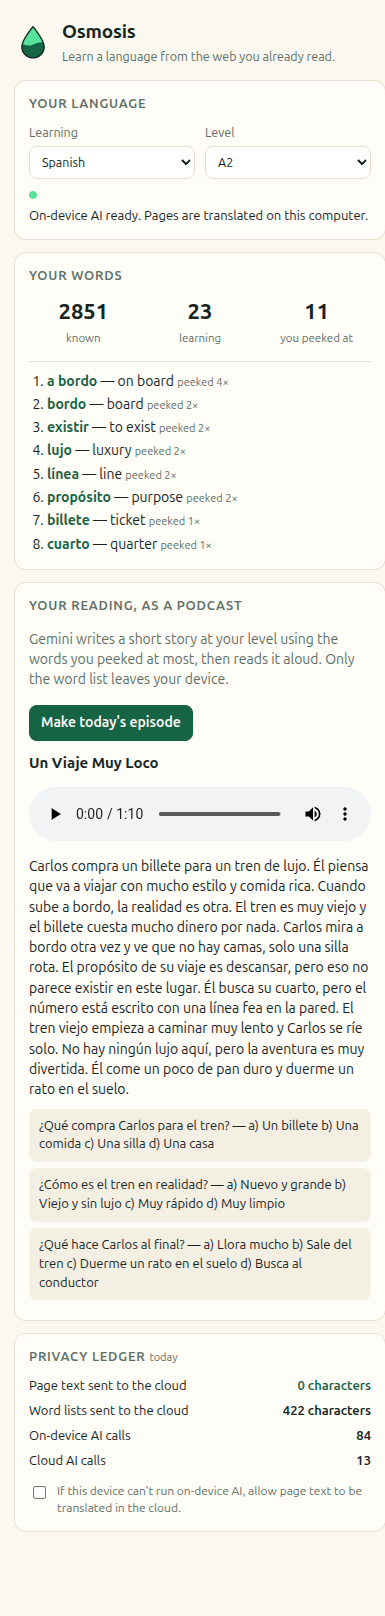 Osmosis
Learn a language from the web you already read.
YOUR LANGUAGE
Learning
Level
Spanish
A2
On-device AI ready. Pages are translated on this computer.
YOUR WORDS
2851
23
11
known
learning
you peeked at
1. a bordo — on board peeked 4×
2. bordo — board peeked 2×
3. existir — to exist peeked 2×
4. lujo — luxury peeked 2×
5. línea — line peeked 2×
6. propósito — purpose peeked 2×
7. billete — ticket peeked 1×
8. cuarto — quarter peeked 1×
YOUR READING, AS A PODCAST
Gemini writes a short story at your level using the
words you peeked at most, then reads it aloud. Only
the word list leaves your device.
Make today's episode
Un Viaje Muy Loco
0:00 / 1:10
Carlos compra un billete para un tren de lujo. Él piensa
que va a viajar con mucho estilo y comida rica. Cuando
sube a bordo, la realidad es otra. El tren es muy viejo y
el billete cuesta mucho dinero por nada. Carlos mira a
bordo otra vez y ve que no hay camas, solo una silla
rota. El propósito de su viaje es descansar, pero eso no
parece existir en este lugar. Él busca su cuarto, pero el
número está escrito con una línea fea en la pared. El
tren viejo empieza a caminar muy lento y Carlos se ríe
solo. No hay ningún lujo aquí, pero la aventura es muy
divertida. Él come un poco de pan duro y duerme un
rato en el suelo.
¿Qué compra Carlos para el tren? — a) Un billete b) Una
comida c) Una silla d) Una casa
¿Cómo es el tren en realidad? — a) Nuevo y grande b)
Viejo y sin lujo c) Muy rápido d) Muy limpio
¿Qué hace Carlos al final? — a) Llora mucho b) Sale del
tren c) Duerme un rato en el suelo d) Busca al
conductor
PRIVACY LEDGER today
Page text sent to the cloud 0 characters
Word lists sent to the cloud 422 characters
On-device AI calls 84
Cloud AI calls 13
If this device can't run on-device AI, allow page text to be
translated in the cloud.